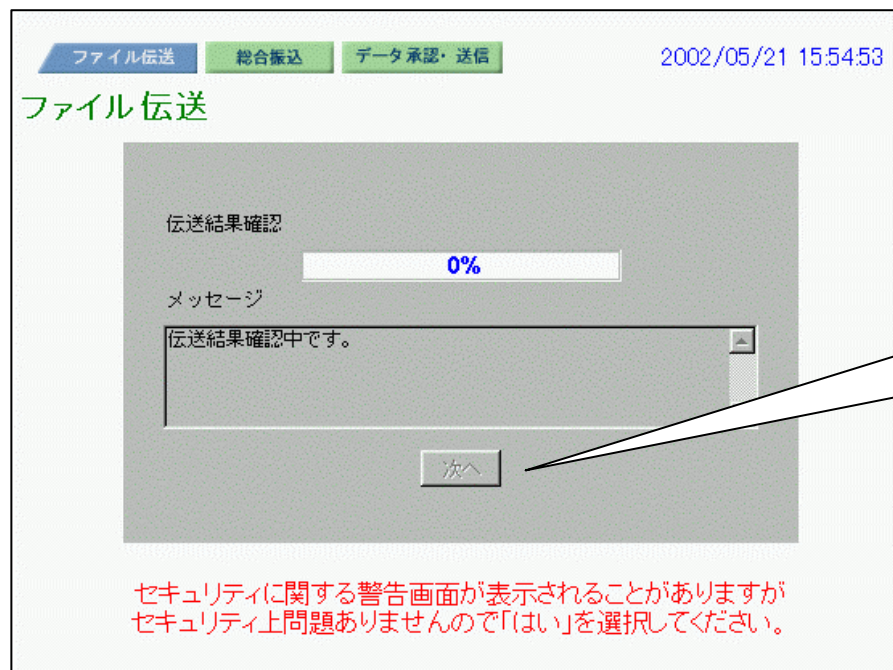 ファイル伝送 総合振込 データ承認・送信 2002/05/21 15:54:53
ファイル伝送
伝送結果確認
0%
メッセージ
伝送結果確認中です。
次へ
セキュリティに関する警告画面が表示されることがありますが
セキュリティ上問題ありませんので「はい」を選択してください。